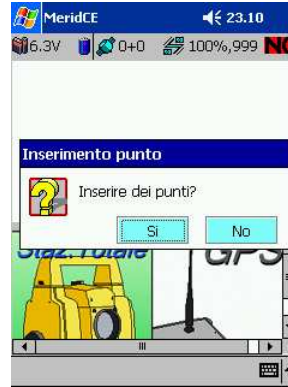 MeridCE 23.10
6.3V 0+0 100%,999 NO
Inserimento punto
Inserire dei punti?
Si No
Staz. Totale GPS